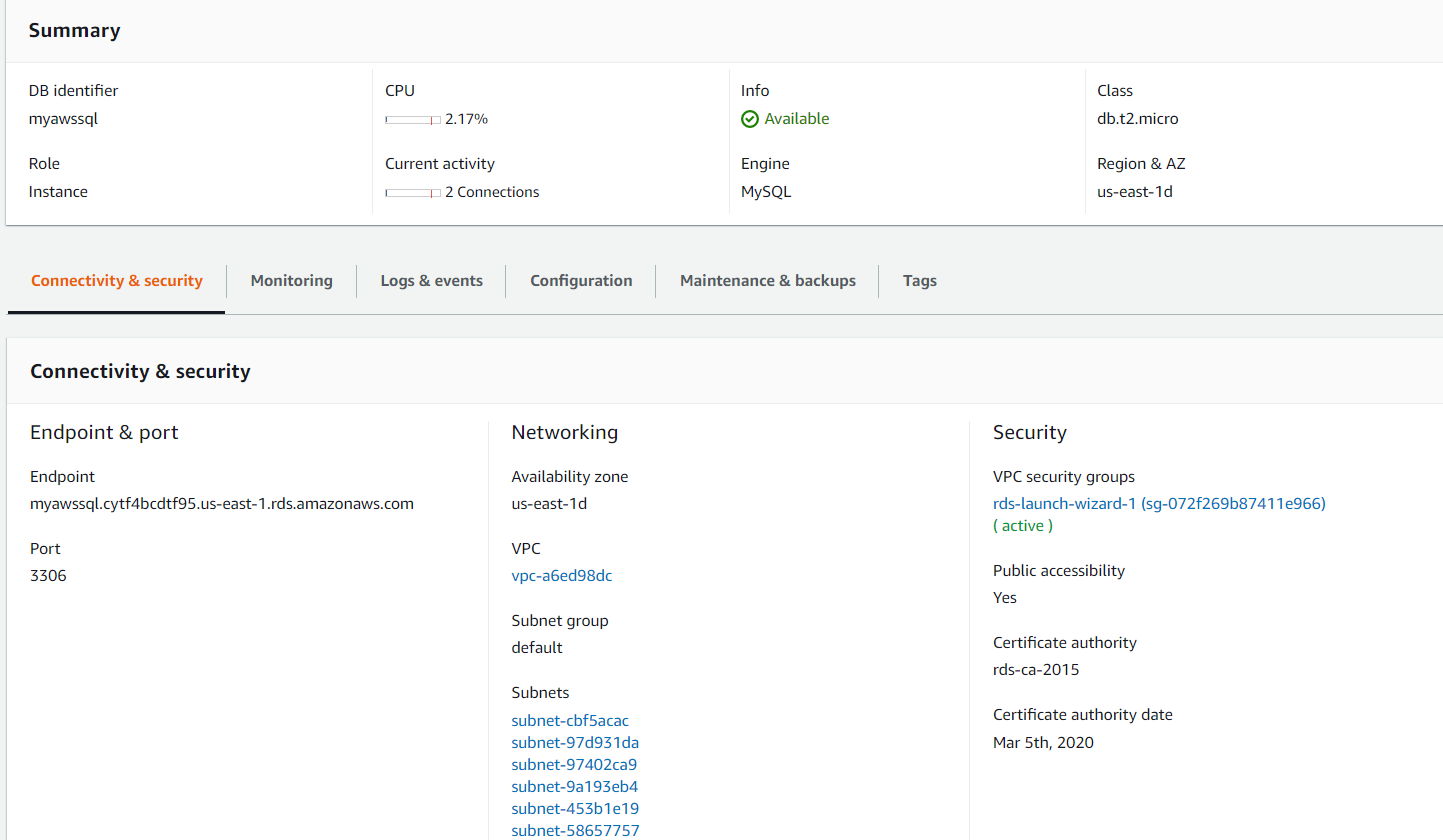 Summary
DB identifier
myawssql
CPU
2.17%
Info
Available
Class
db.t2.micro
Role
Instance
Current activity
2 Connections
Engine
MySQL
Region & AZ
us-east-1d
Connectivity & security
Monitoring
Logs & events
Configuration
Maintenance & backups
Tags
Connectivity & security
Endpoint & port
Endpoint
myawssql.cytf4bcdtf95.us-east-1.rds.amazonaws.com
Port
3306
Networking
Availability zone
us-east-1d
VPC
vpc-a6ed98dc
Subnet group
default
Subnets
subnet-cbf5acac
subnet-97d931da
subnet-97402ca9
subnet-9a193eb4
subnet-453b1e19
subnet-58657757
Security
VPC security groups
rds-launch-wizard-1 (sg-072f269b87411e966)
( active )
Public accessibility
Yes
Certificate authority
rds-ca-2015
Certificate authority date
Mar 5th, 2020